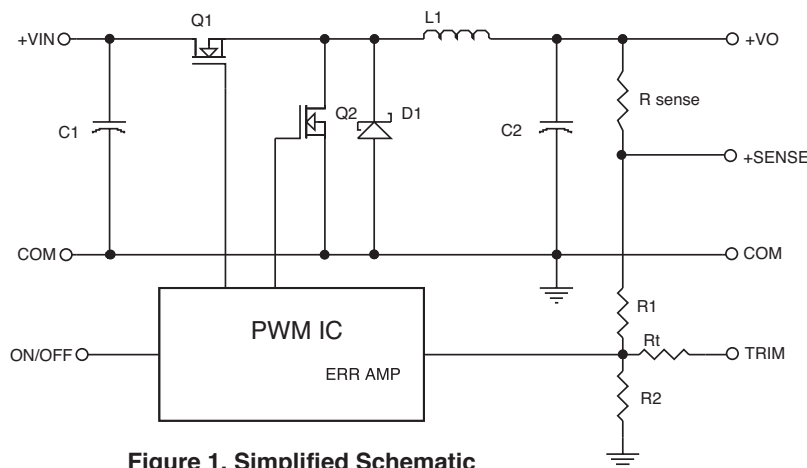 Q1
L1
+VIN
+VO
R sense
C1
Q2
D1
C2
+SENSE
COM
COM
R1
PWM IC
Rt
ON/OFF
TRIM
ERR AMP
R2
Figure 1. Simplified Schematic